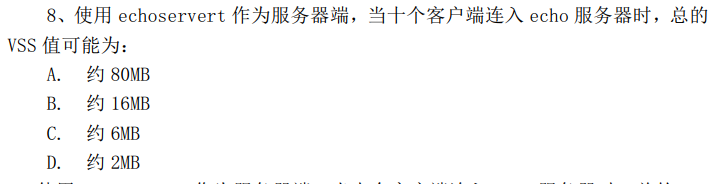 8、使用 echoservert 作为服务器端，当十个客户端连入 echo 服务器时，总的
VSS 值可能为：
A. 约 80MB
B. 约 16MB
C. 约 6MB
D. 约 2MB